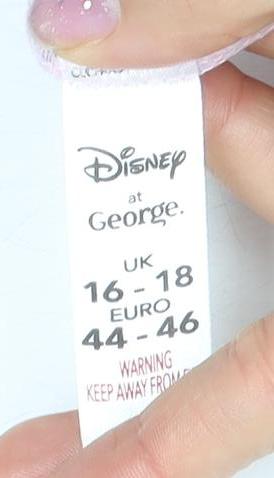 Disney
at
George.
UK
16 - 18
EURO
44 - 46
WARNING
KEEP AWAY FROM